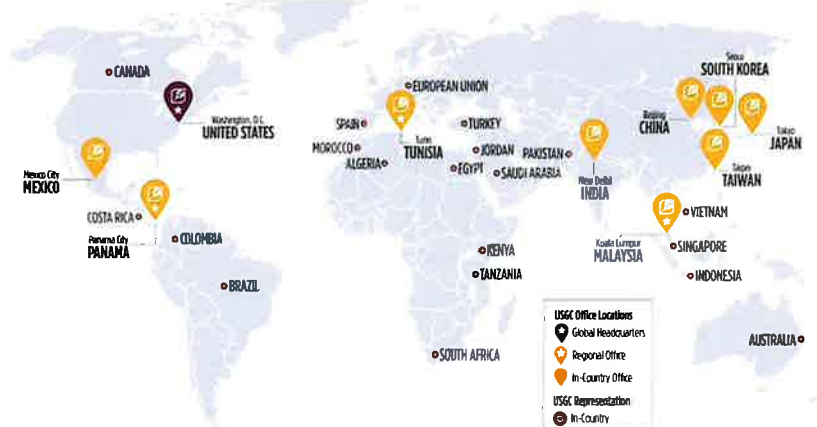 CANADA
Washington, D.C.
UNITED STATES
Mexico City
MEXICO
COSTA RICA
Panama City
PANAMA
COLOMBIA
BRAZIL
EUROPEAN UNION
SPAIN
TURKEY
MOROCCO
ALGERIA
Tunis
TUNISIA
JORDAN
EGYPT
SAUDI ARABIA
PAKISTAN
New Delhi
INDIA
KENYA
TANZANIA
SOUTH AFRICA
Seoul
SOUTH KOREA
Beijing
CHINA
Tokyo
JAPAN
Taipei
TAIWAN
VIETNAM
Kuala Lumpur
MALAYSIA
SINGAPORE
INDONESIA
AUSTRALIA
USGC Office Locations
Global Headquarters
Regional Office
In-Country Office
USGC Representation
In-Country